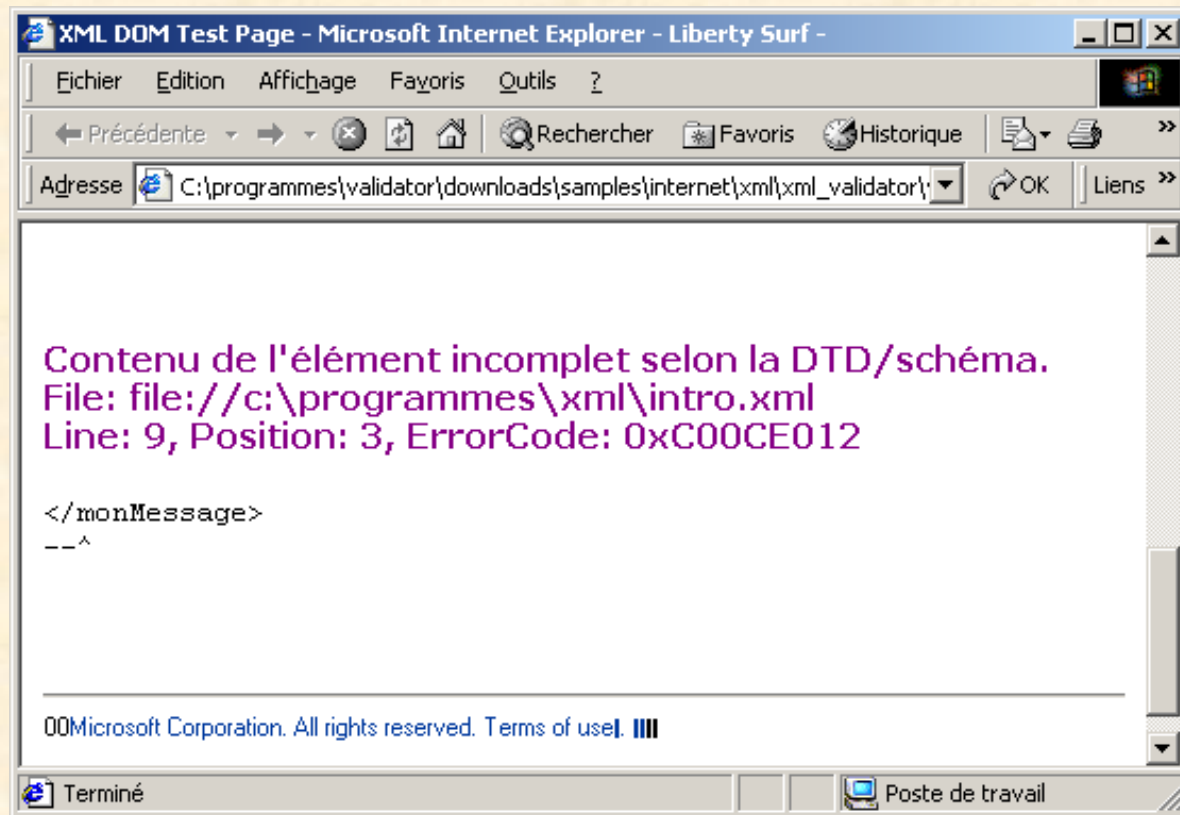 XML DOM Test Page - Microsoft Internet Explorer - Liberty Surf -
Fichier Edition Affichage Favoris Outils ?
Précédente Rechercher Favoris Historique »
Adresse C:\programmes\validator\downloads\samples\internet\xml\xml_validator\ OK Liens »
Contenu de l'élément incomplet selon la DTD/schéma.
File: file://c:\programmes\xml\intro.xml
Line: 9, Position: 3, ErrorCode: 0xC00CE012
</monMessage>
--^
00Microsoft Corporation. All rights reserved. Terms of use.
Terminé Poste de travail